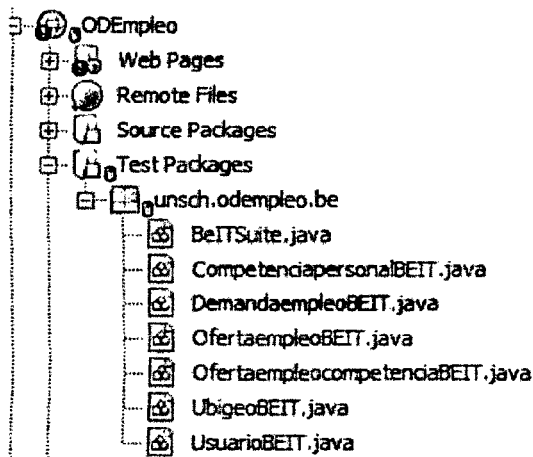 ODEmpleo
Web Pages
Remote Files
Source Packages
Test Packages
unsch.odempleo.be
BeITSuite.java
CompetenciapersonalBEIT.java
DemandaempleoBEIT.java
OfertaempleoBEIT.java
OfertaempleocompetenciaBEIT.java
UbigeoBEIT.java
UsuarioBEIT.java